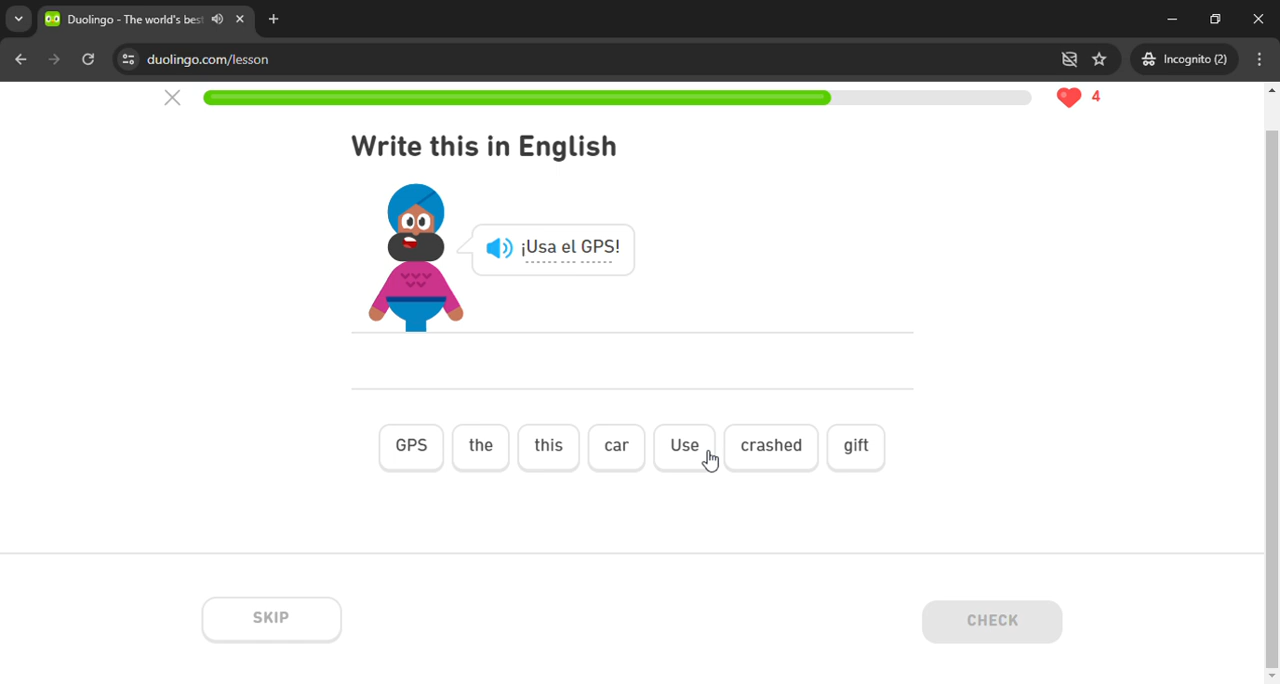 Duolingo - The world's best
duolingo.com/lesson
Incognito (2)
4
Write this in English
¡Usa el GPS!
GPS the this car Use crashed gift
SKIP
CHECK